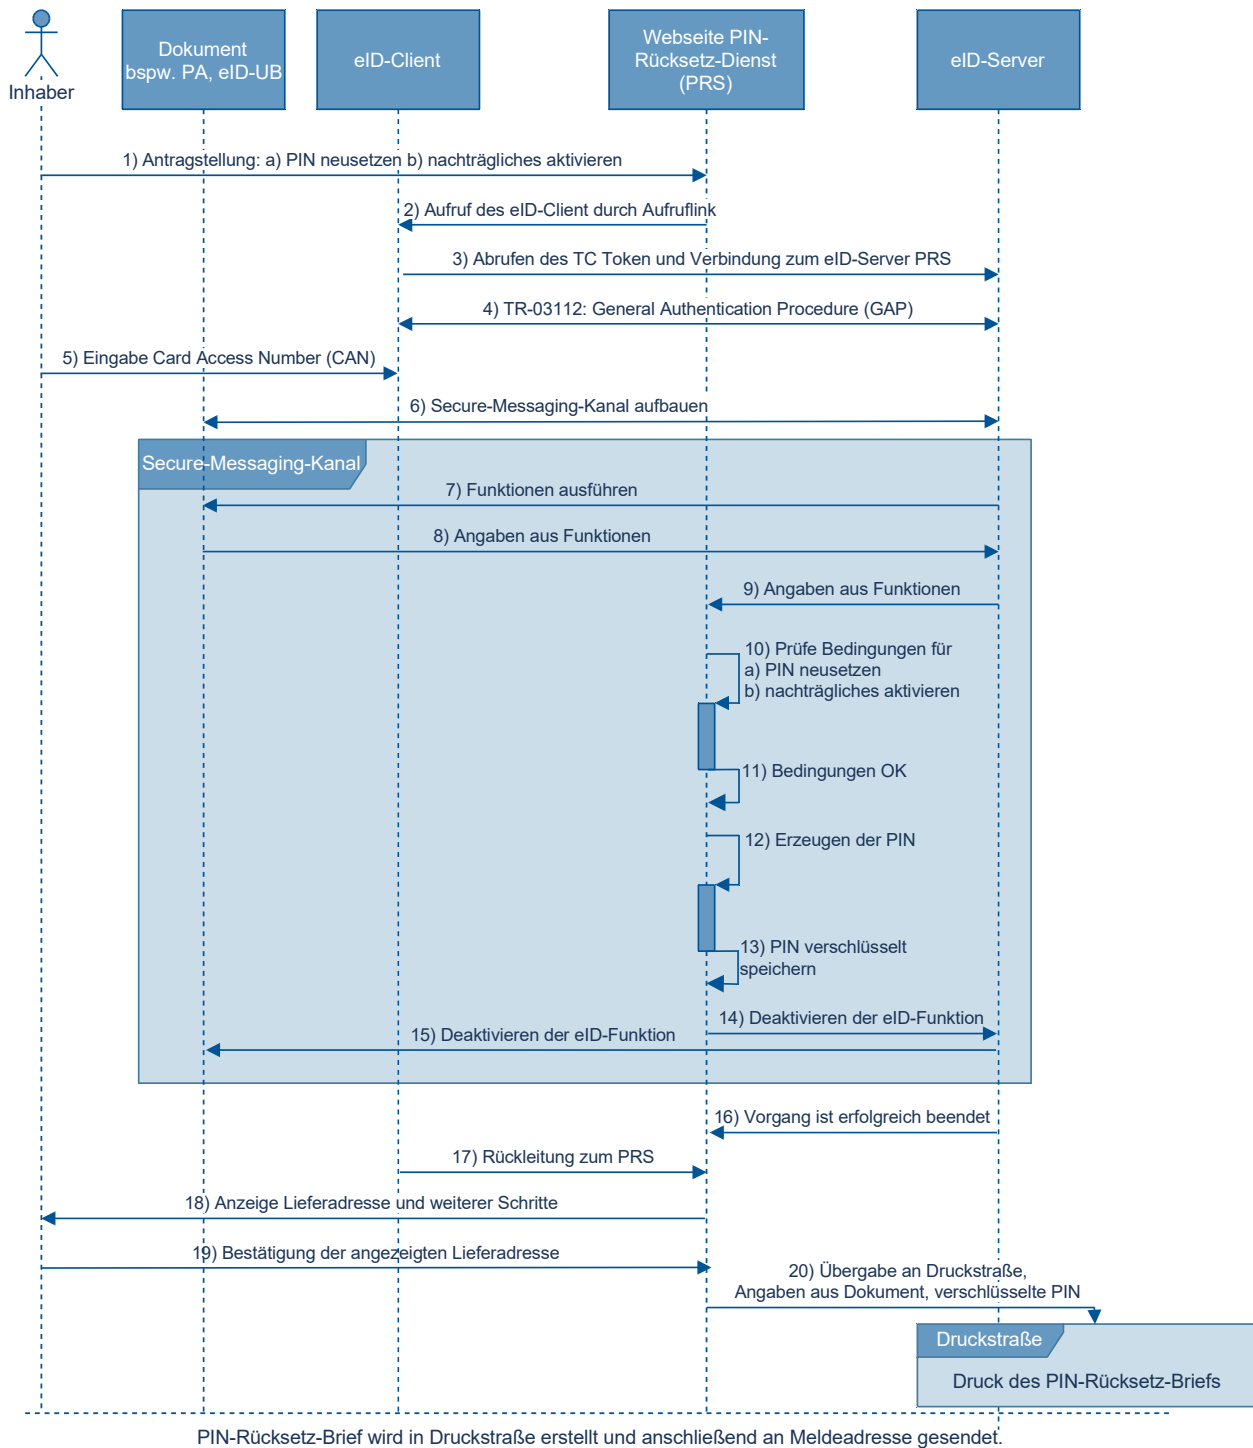 Inhaber
Dokument
bspw. PA, eID-UB
eID-Client
Webseite PIN-
Rücksetz-Dienst
(PRS)
eID-Server
1) Antragstellung: a) PIN neusetzen b) nachträgliches aktivieren
2) Aufruf des eID-Client durch Aufruflink
3) Abrufen des TC Token und Verbindung zum eID-Server PRS
4) TR-03112: General Authentication Procedure (GAP)
5) Eingabe Card Access Number (CAN)
6) Secure-Messaging-Kanal aufbauen
Secure-Messaging-Kanal
7) Funktionen ausführen
8) Angaben aus Funktionen
9) Angaben aus Funktionen
10) Prüfe Bedingungen für
a) PIN neusetzen
b) nachträgliches aktivieren
11) Bedingungen OK
12) Erzeugen der PIN
13) PIN verschlüsselt
speichern
14) Deaktivieren der eID-Funktion
15) Deaktivieren der eID-Funktion
16) Vorgang ist erfolgreich beendet
17) Rückleitung zum PRS
18) Anzeige Lieferadresse und weiterer Schritte
19) Bestätigung der angezeigten Lieferadresse
20) Übergabe an Druckstraße,
Angaben aus Dokument, verschlüsselte PIN
Druckstraße
Druck des PIN-Rücksetz-Briefs
PIN-Rücksetz-Brief wird in Druckstraße erstellt und anschließend an Meldeadresse gesendet.